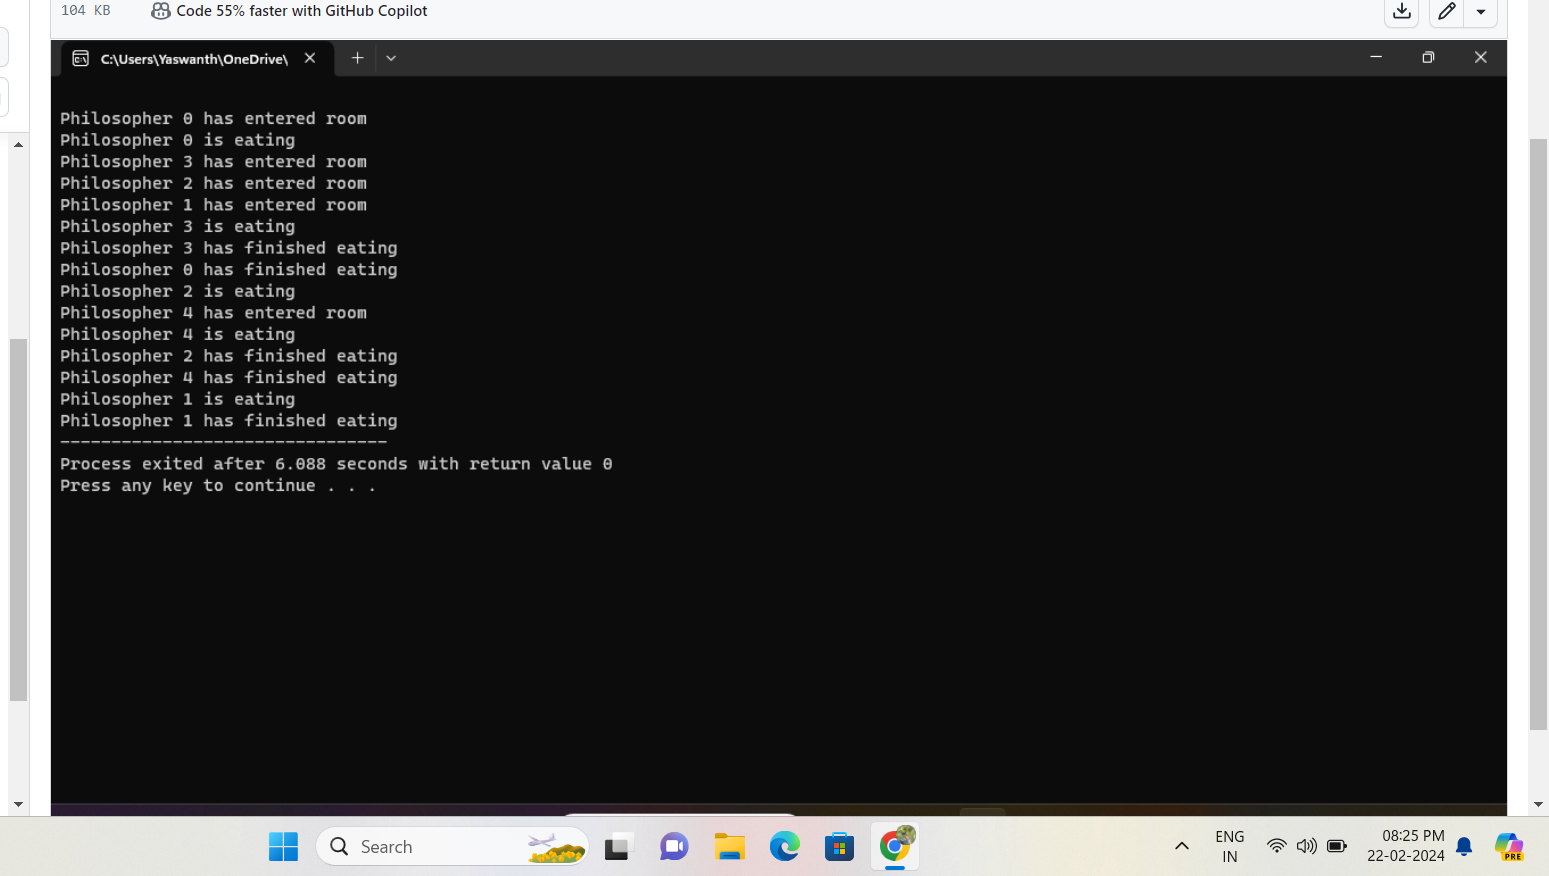 104 KB
Code 55% faster with GitHub Copilot
C:\Users\Yaswanth\OneDrive\
Philosopher 0 has entered room
Philosopher 0 is eating
Philosopher 3 has entered room
Philosopher 2 has entered room
Philosopher 1 has entered room
Philosopher 3 is eating
Philosopher 3 has finished eating
Philosopher 0 has finished eating
Philosopher 2 is eating
Philosopher 4 has entered room
Philosopher 4 is eating
Philosopher 2 has finished eating
Philosopher 4 has finished eating
Philosopher 1 is eating
Philosopher 1 has finished eating
--------------------------------
Process exited after 6.088 seconds with return value 0
Press any key to continue . . .
Search
ENG
IN
08:25 PM
22-02-2024
PRE